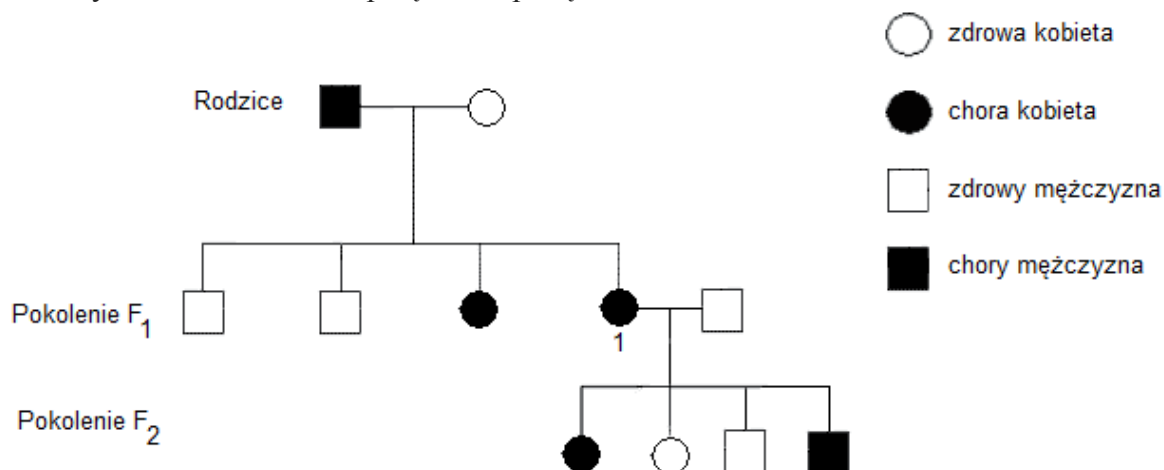 zdrowa kobieta
Rodzice
chora kobieta
zdrowy mężczyzna
chory mężczyzna
Pokolenie F1
1
Pokolenie F2